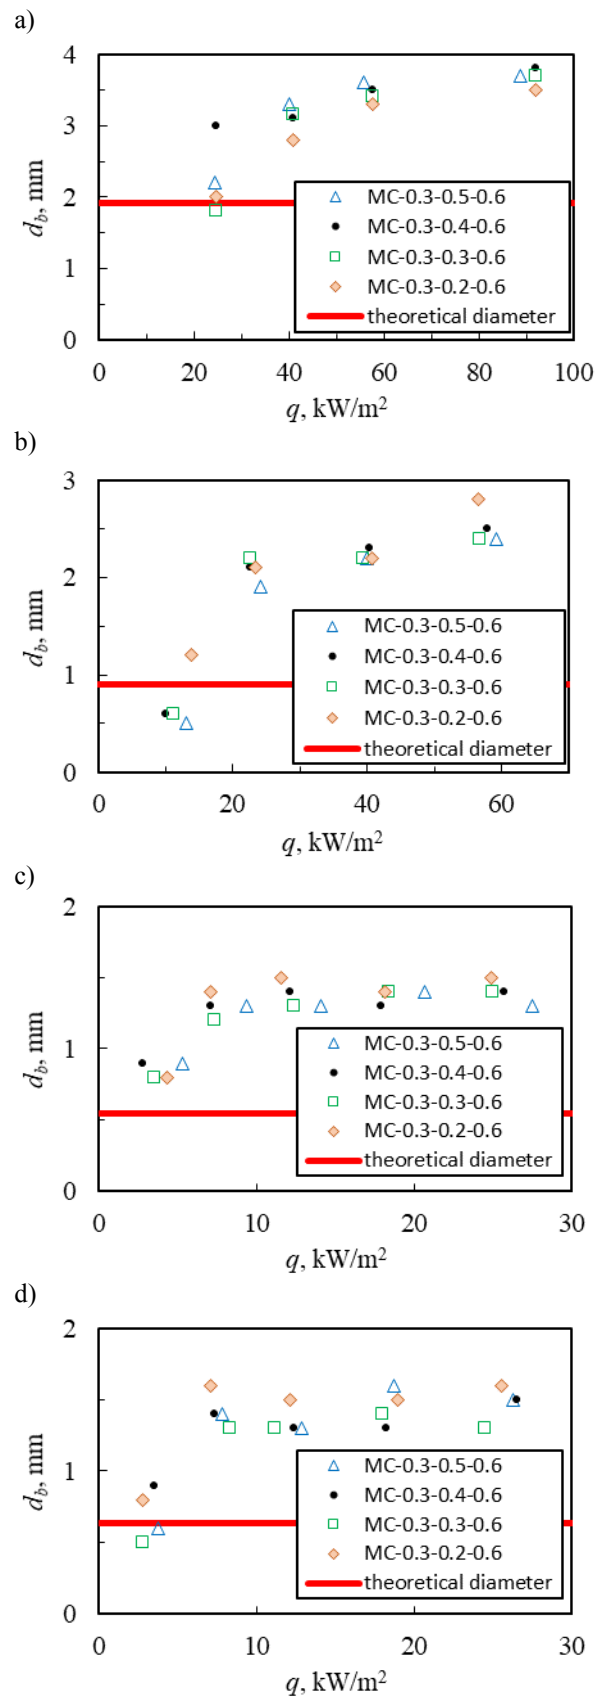 a)
4
3
2
1
0
d_b, mm
MC-0.3-0.5-0.6
MC-0.3-0.4-0.6
MC-0.3-0.3-0.6
MC-0.3-0.2-0.6
theoretical diameter
0 20 40 60 80 100
q, kW/m²
b)
3
2
1
0
d_b, mm
MC-0.3-0.5-0.6
MC-0.3-0.4-0.6
MC-0.3-0.3-0.6
MC-0.3-0.2-0.6
theoretical diameter
0 20 40 60
q, kW/m²
c)
2
1
0
d_b, mm
MC-0.3-0.5-0.6
MC-0.3-0.4-0.6
MC-0.3-0.3-0.6
MC-0.3-0.2-0.6
theoretical diameter
0 10 20 30
q, kW/m²
d)
2
1
0
d_b, mm
MC-0.3-0.5-0.6
MC-0.3-0.4-0.6
MC-0.3-0.3-0.6
MC-0.3-0.2-0.6
theoretical diameter
0 10 20 30
q, kW/m²